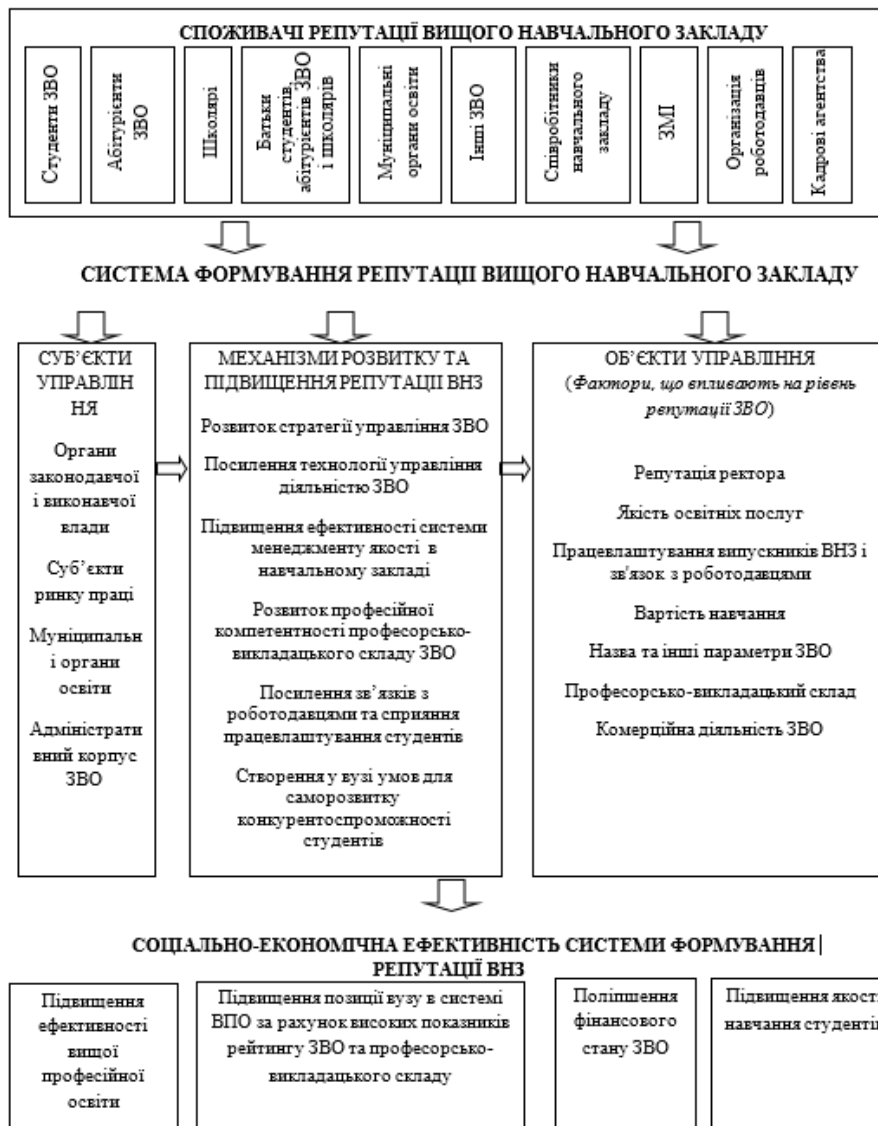 СПОЖИВАЧІ РЕПУТАЦІЇ ВИЩОГО НАВЧАЛЬНОГО ЗАКЛАДУ
Студенти ЗВО
Абітурієнти
ЗВО
Школярі
Батьки
студентів,
абітурієнтів ЗВО
і школярів
Муніципальні
органи освіти
Інші ЗВО
Співробітники
навчального
закладу
ЗМІ
Організація
роботодавців
Кадрові агентства
СИСТЕМА ФОРМУВАННЯ РЕПУТАЦІЇ ВИЩОГО НАВЧАЛЬНОГО ЗАКЛАДУ
СУБ’ЄКТИ
УПРАВЛІН
НЯ
Органи
законодавчої
і виконавчої
влади
Суб’єкти
ринку праці
Муніципальн
і органи
освіти
Адміністрати
вний корпус
ЗВО
МЕХАНІЗМИ РОЗВИТКУ ТА
ПІДВИЩЕННЯ РЕПУТАЦІЇ ВНЗ
Розвиток стратегії управління ЗВО
Посилення технології управління
діяльністю ЗВО
Підвищення ефективності системи
менеджменту якості в
навчальному закладі
Розвиток професійної
компетентності професорсько-
викладацького складу ЗВО
Посилення зв’язків з
роботодавцями та сприяння
працевлаштування студентів
Створення у вузі умов для
саморозвитку
конкурентоспроможності
студентів
ОБ’ЄКТИ УПРАВЛІННЯ
(Фактори, що впливають на рівень
репутації ЗВО)
Репутація ректора
Якість освітніх послуг
Працевлаштування випускників ВНЗ і
зв'язок з роботодавцями
Вартість навчання
Назва та інші параметри ЗВО
Професорсько-викладацький склад
Комерційна діяльність ЗВО
СОЦІАЛЬНО-ЕКОНОМІЧНА ЕФЕКТИВНІСТЬ СИСТЕМИ ФОРМУВАННЯ
РЕПУТАЦІЇ ВНЗ
Підвищення
ефективності
вищої
професійної
освіти
Підвищення позиції вузу в системі
ВПО за рахунок високих показників
рейтингу ЗВО та професорсько-
викладацького складу
Поліпшення
фінансового
стану ЗВО
Підвищення якост
навчання студенті